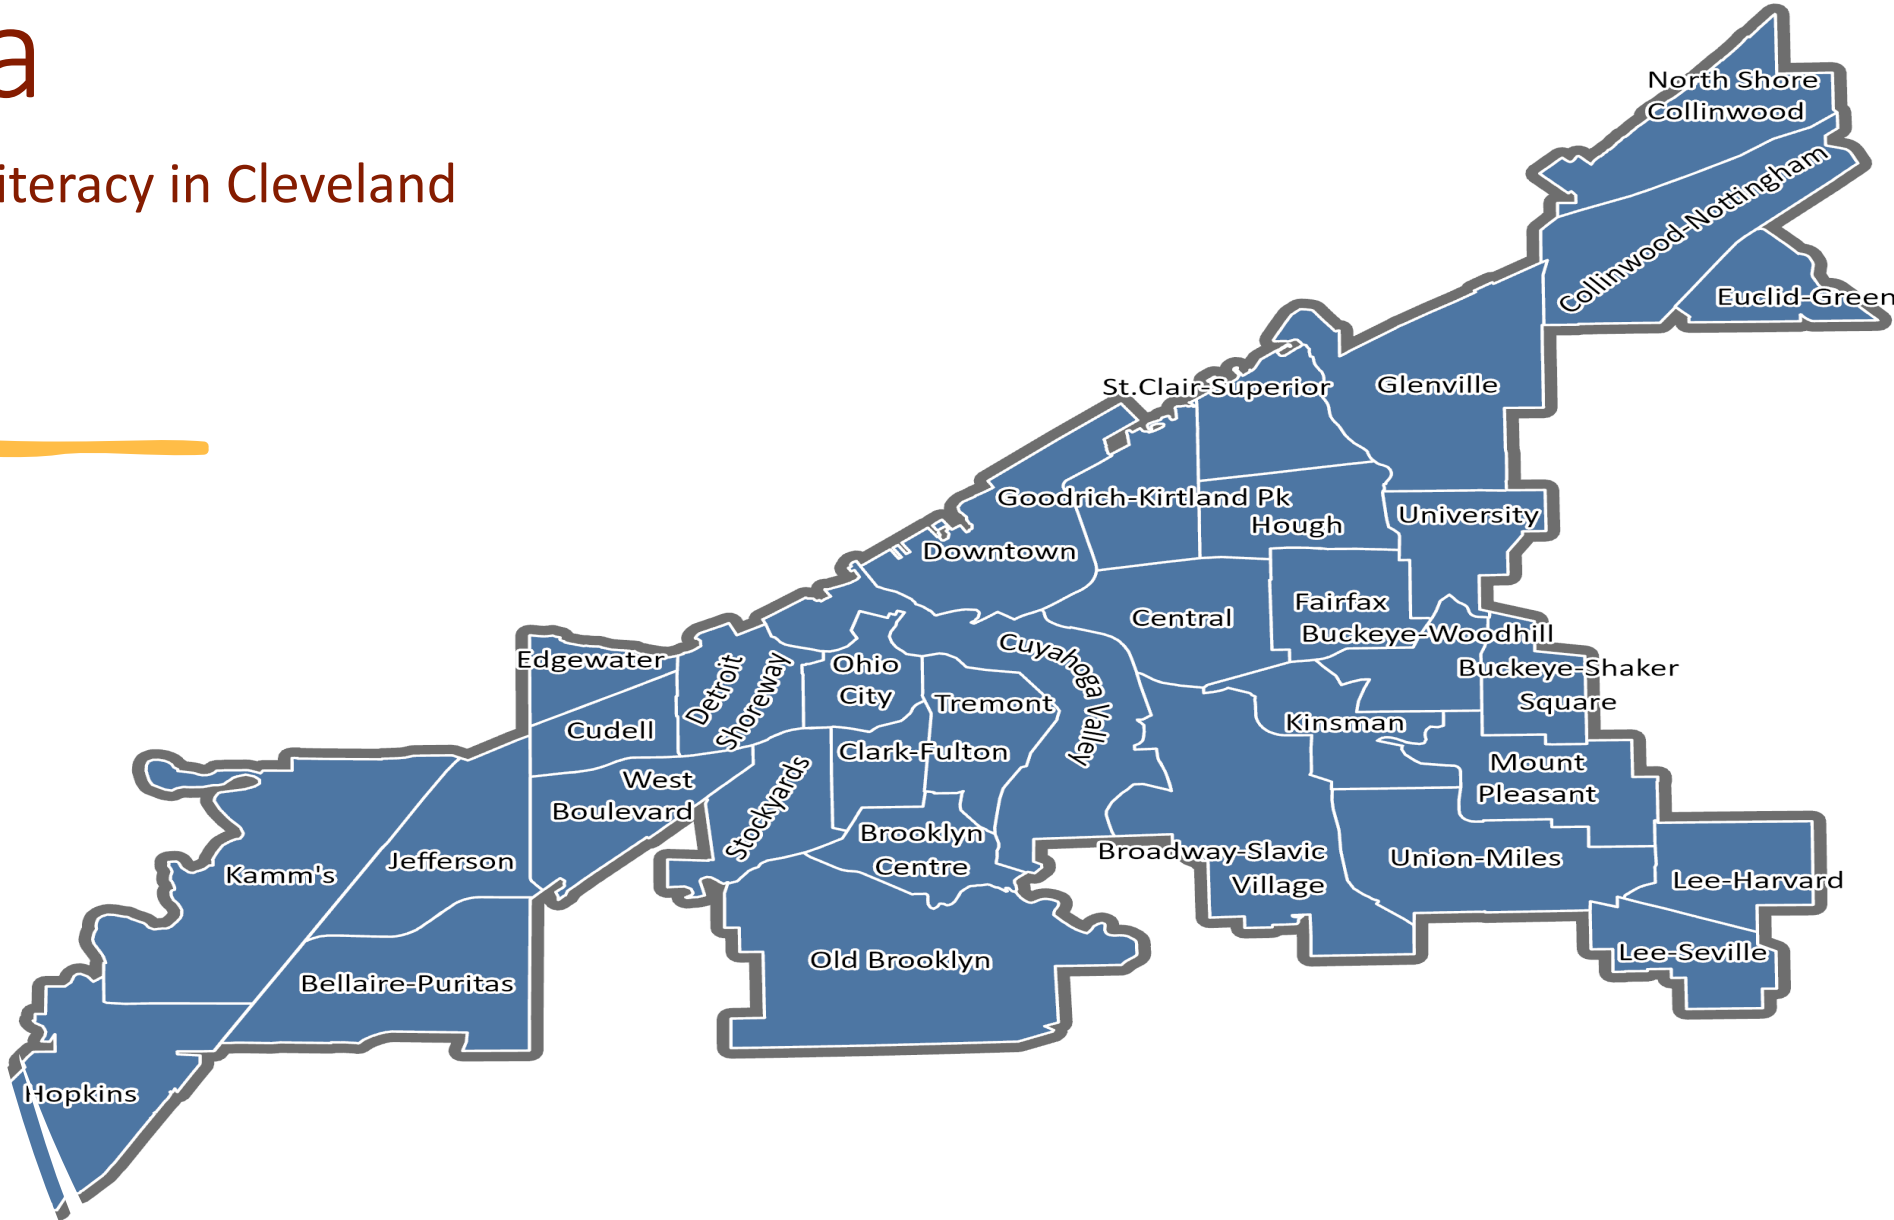 a
iteracy in Cleveland
North Shore
Collinwood
Collinwood-Nottingham
Euclid-Green
St.Clair-Superior
Glenville
Goodrich-Kirtland Pk
Hough
University
Downtown
Central
Fairfax
Buckeye-Woodhill
Buckeye-Shaker
Square
Cuyahoga Valley
Edgewater
Detroit
Shoreway
Ohio
City
Tremont
Cudell
Kinsman
Clark-Fulton
West
Boulevard
Stockyards
Mount
Pleasant
Brooklyn
Centre
Broadway-Slavic
Village
Union-Miles
Jefferson
Kamm's
Lee-Harvard
Lee-Seville
Old Brooklyn
Bellaire-Puritas
Hopkins